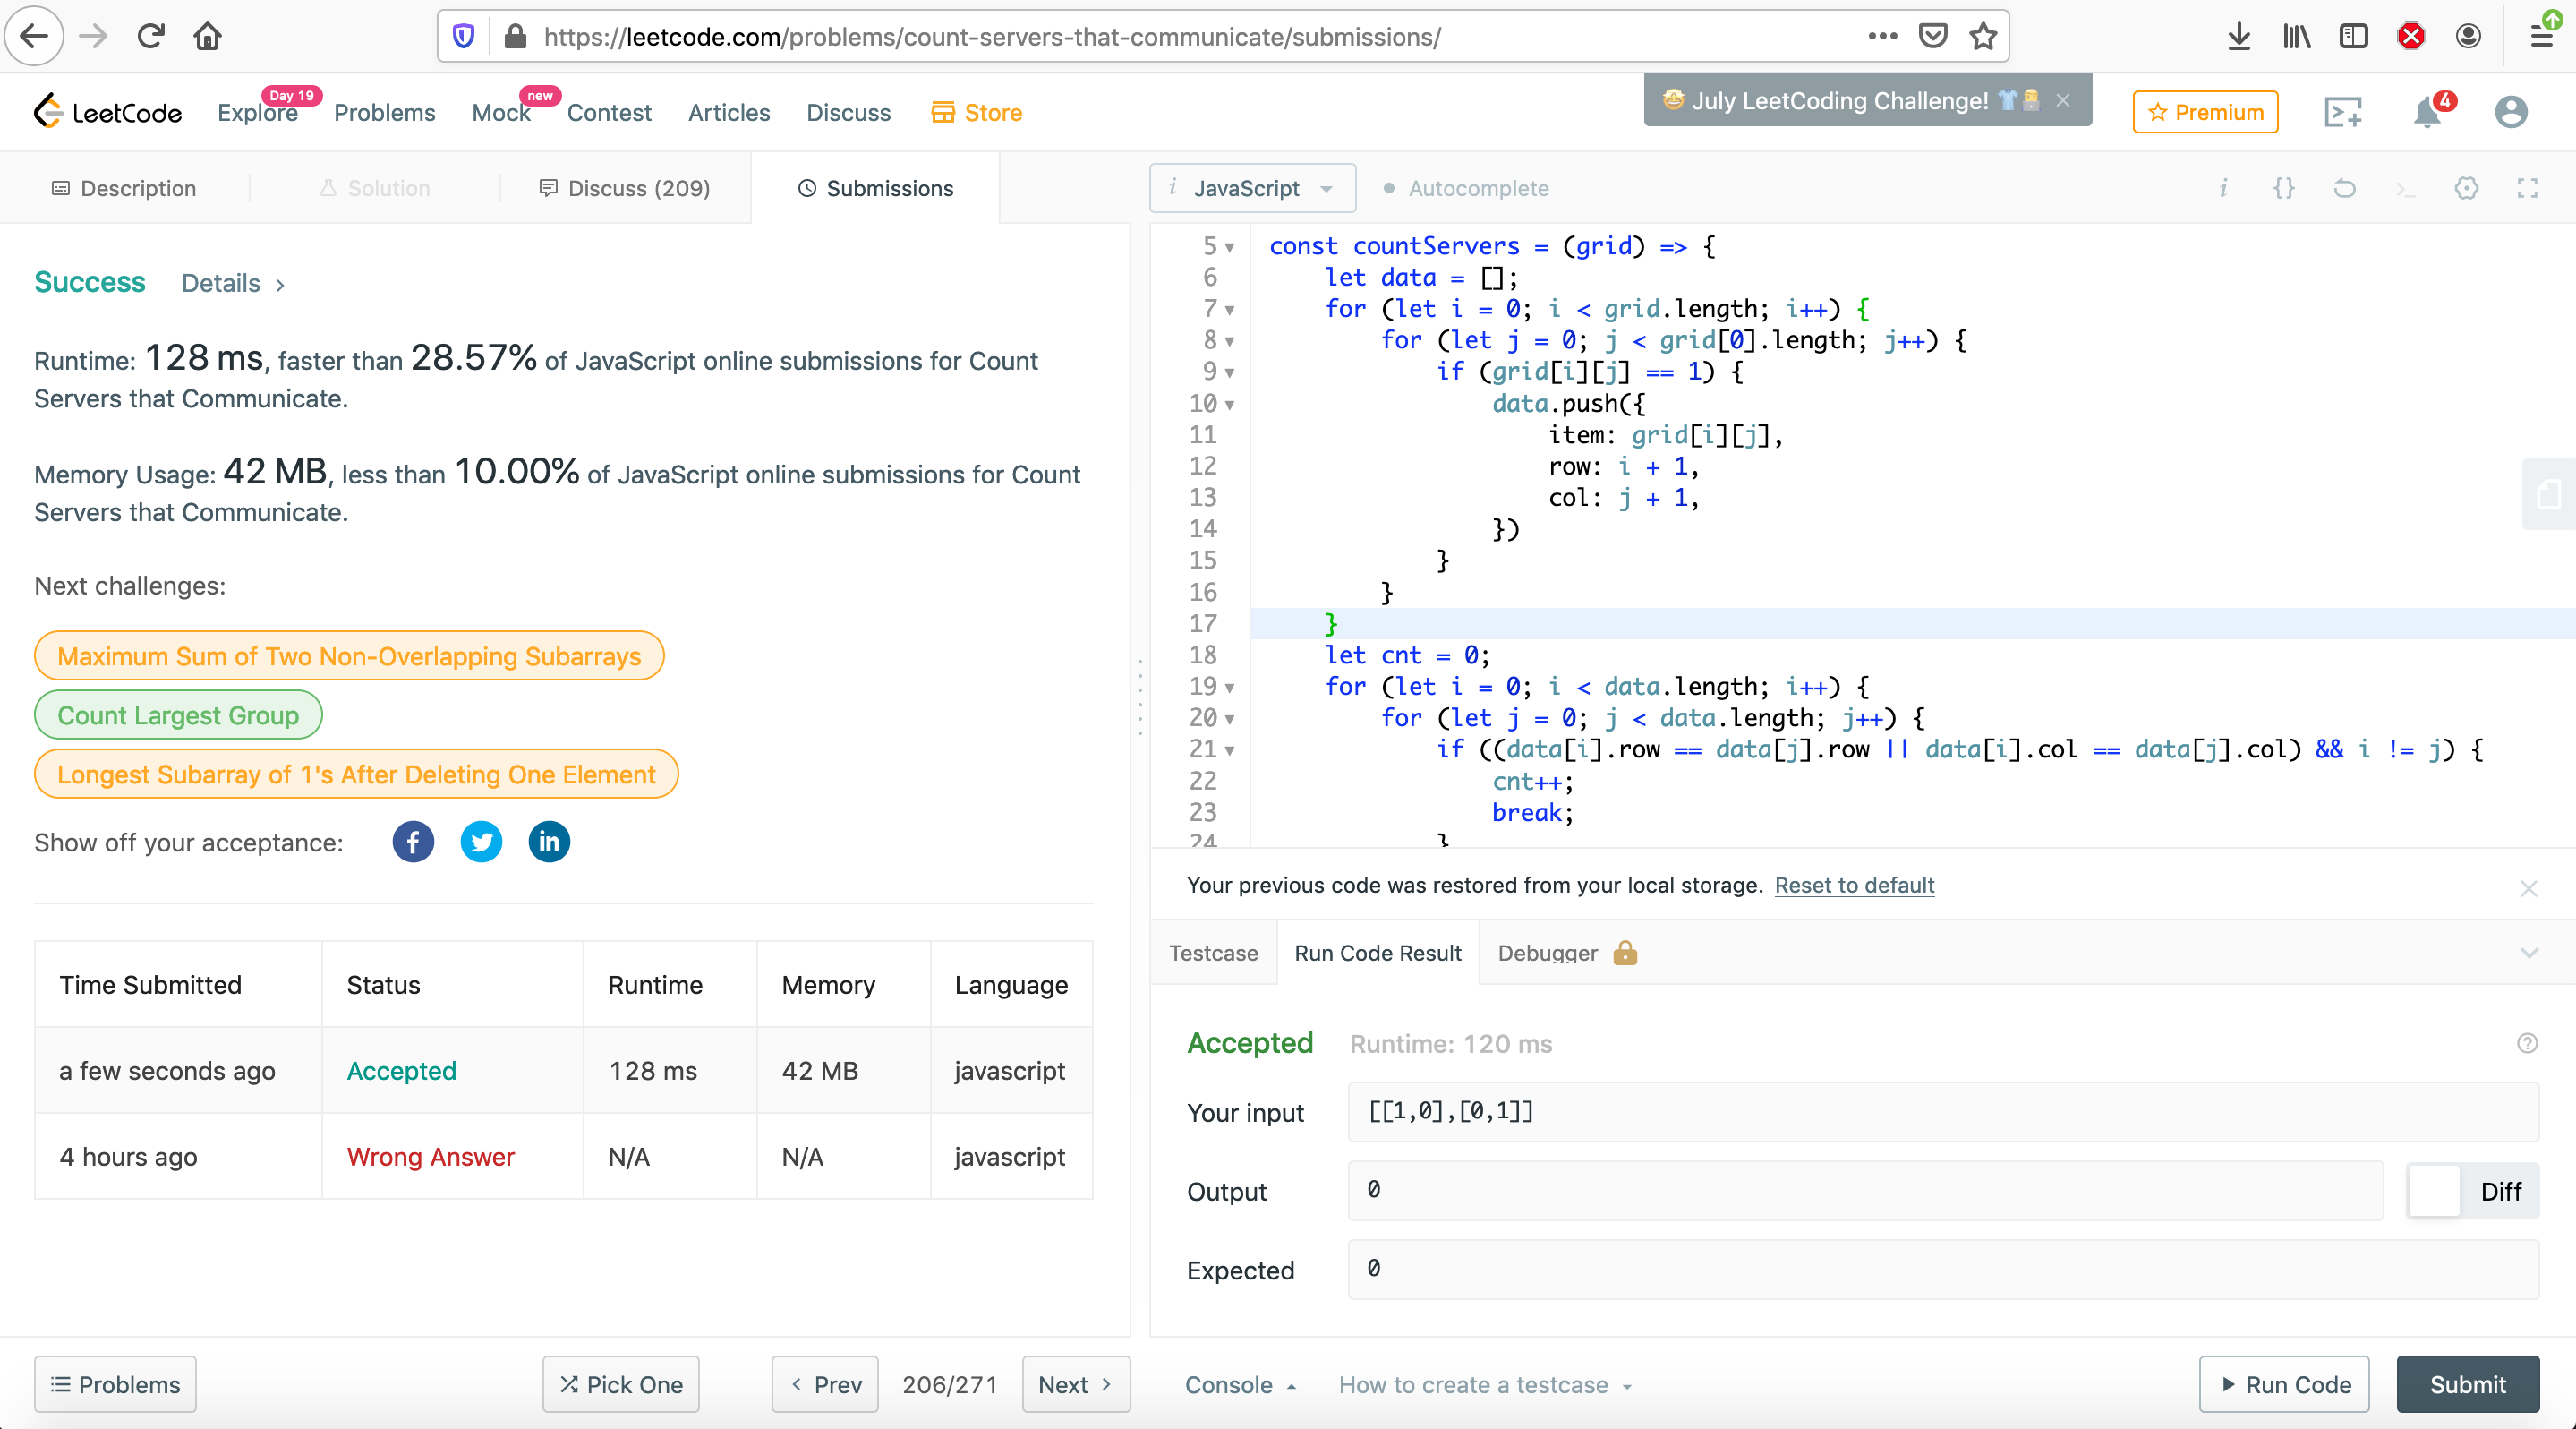 https://leetcode.com/problems/count-servers-that-communicate/submissions/
LeetCode
Explore
Day 19
Problems
Mock
new
Contest
Articles
Discuss
Store
🤩 July LeetCoding Challenge! 👕
Premium
4
Description
Solution
Discuss (209)
Submissions
i JavaScript
Autocomplete
Success
Details
Runtime: 128 ms, faster than 28.57% of JavaScript online submissions for Count
Servers that Communicate.
Memory Usage: 42 MB, less than 10.00% of JavaScript online submissions for Count
Servers that Communicate.
Next challenges:
Maximum Sum of Two Non-Overlapping Subarrays
Count Largest Group
Longest Subarray of 1's After Deleting One Element
Show off your acceptance:
Time Submitted Status Runtime Memory Language
a few seconds ago Accepted 128 ms 42 MB javascript
4 hours ago Wrong Answer N/A N/A javascript
5 const countServers = (grid) => {
6 let data = [];
7 for (let i = 0; i < grid.length; i++) {
8 for (let j = 0; j < grid[0].length; j++) {
9 if (grid[i][j] == 1) {
10 data.push({
11 item: grid[i][j],
12 row: i + 1,
13 col: j + 1,
14 })
15 }
16 }
17 }
18 let cnt = 0;
19 for (let i = 0; i < data.length; i++) {
20 for (let j = 0; j < data.length; j++) {
21 if ((data[i].row == data[j].row || data[i].col == data[j].col) && i != j) {
22 cnt++;
23 break;
24 }
Your previous code was restored from your local storage. Reset to default
Testcase
Run Code Result
Debugger
Accepted
Runtime: 120 ms
Your input
[[1,0],[0,1]]
Output
0
Diff
Expected
0
Problems
Pick One
Prev
206/271
Next
Console
How to create a testcase
Run Code
Submit